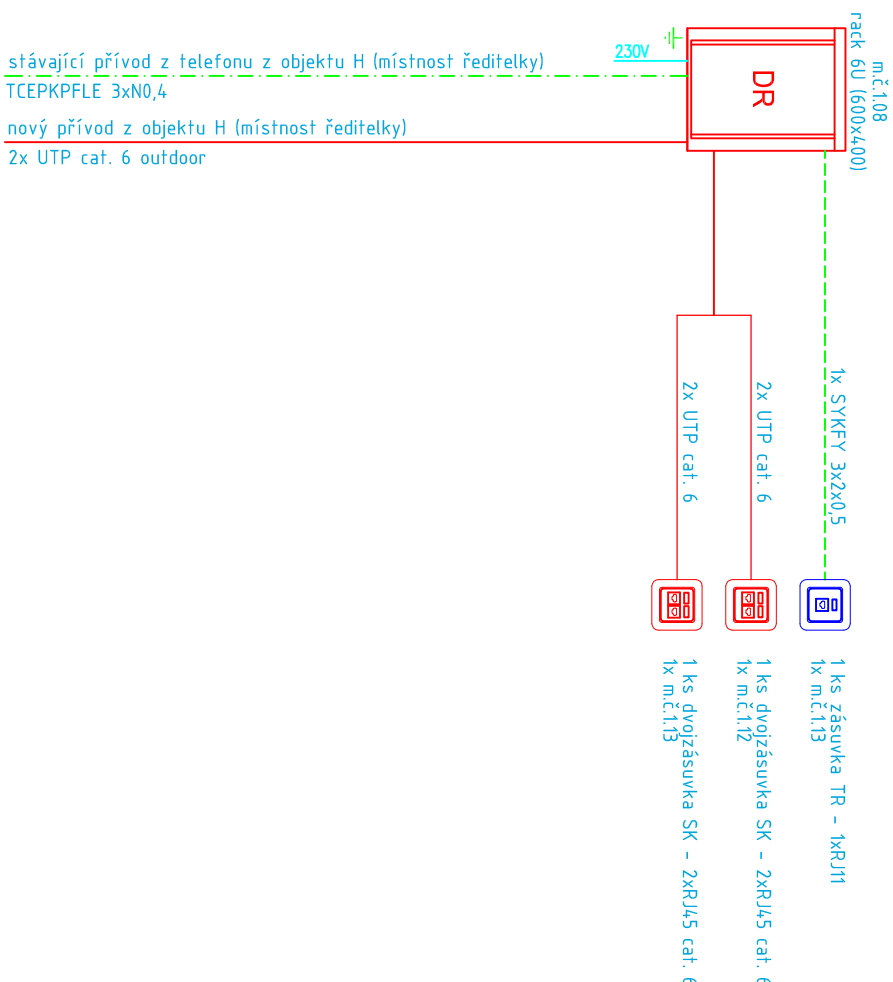 stávající přívod z telefonu z objektu H (místnost ředitelky)
TCEPKPFLE 3xN0,4
nový přívod z objektu H (místnost ředitelky)
2x UTP cat. 6 outdoor
230V
DR
m.č.1.08
rack 6U (600x400)
1x SYKFY 3x2x0,5
2x UTP cat. 6
2x UTP cat. 6
1 ks zásuvka TR - 1xRJ11
1x m.č.1.13
1 ks dvojzásuvka SK - 2xRJ45 cat. 6
1x m.č.1.12
1 ks dvojzásuvka SK - 2xRJ45 cat. 6
1x m.č.1.13